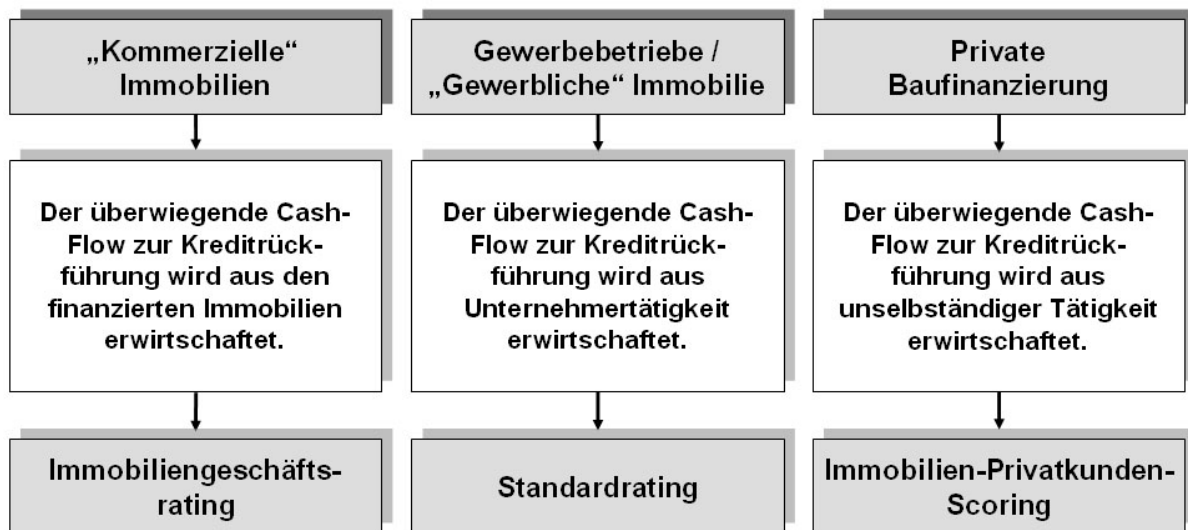 „Kommerzielle“
Immobilien
Gewerbebetriebe /
„Gewerbliche“ Immobilie
Private
Baufinanzierung
Der überwiegende Cash-
Flow zur Kreditrück-
führung wird aus den
finanzierten Immobilien
erwirtschaftet.
Der überwiegende Cash-
Flow zur Kreditrück-
führung wird aus
Unternehmertätigkeit
erwirtschaftet.
Der überwiegende Cash-
Flow zur Kreditrück-
führung wird aus
unselbständiger Tätigkeit
erwirtschaftet.
Immobiliengeschäfts-
rating
Standardrating
Immobilien-Privatkunden-
Scoring